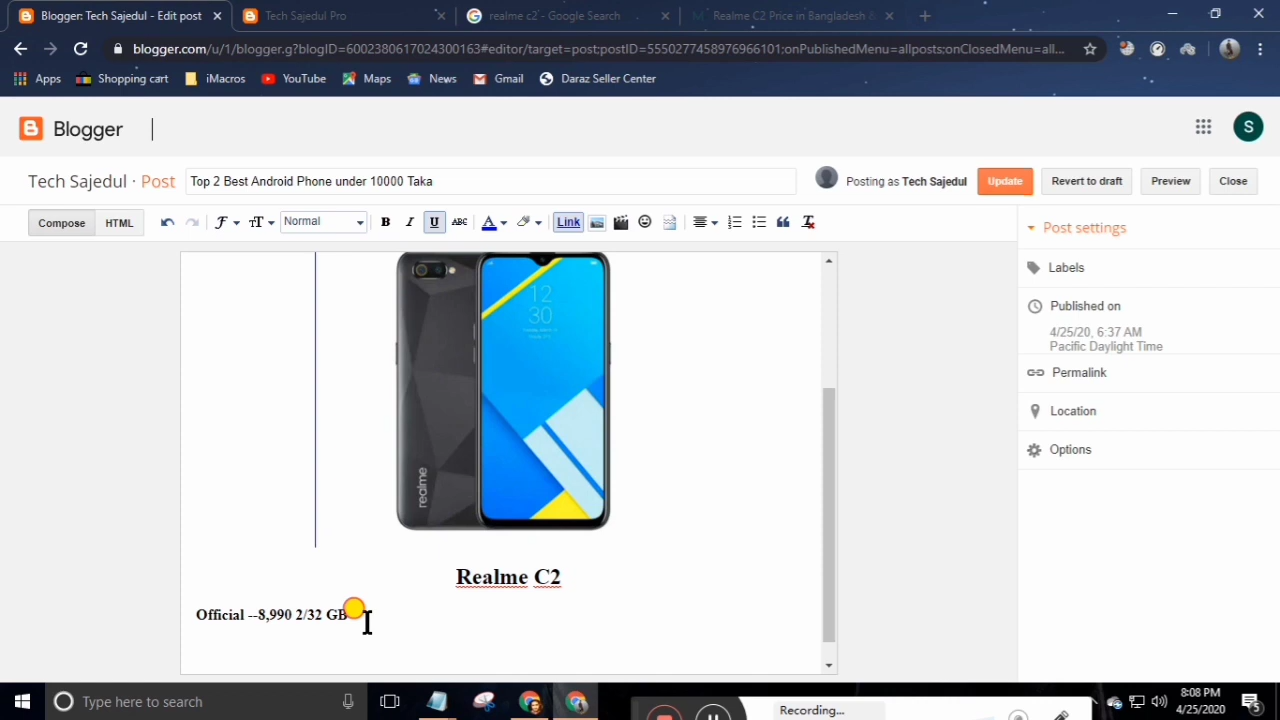 Blogger: Tech Sajedul - Edit post
Tech Sajedul Pro
realme c2 - Google Search
Realme C2 Price in Bangladesh &
blogger.com/u/1/blogger.g?blogID=6002380617024300163#editor/target=post;postID=5550277458976966101;onPublishedMenu=allposts;onClosedMenu=all...
Apps
Shopping cart
iMacros
YouTube
Maps
News
Gmail
Daraz Seller Center
Blogger
S
Tech Sajedul · Post
Top 2 Best Android Phone under 10000 Taka
Posting as Tech Sajedul
Update
Revert to draft
Preview
Close
Compose
HTML
Normal
B
I
U
ABC
A
Link
Post settings
Labels
Published on
4/25/20, 6:37 AM
Pacific Daylight Time
Permalink
Location
Options
12
30
realme
Realme C2
Official --8,990 2/32 GB
Type here to search
Recording...
8:08 PM
4/25/2020
5